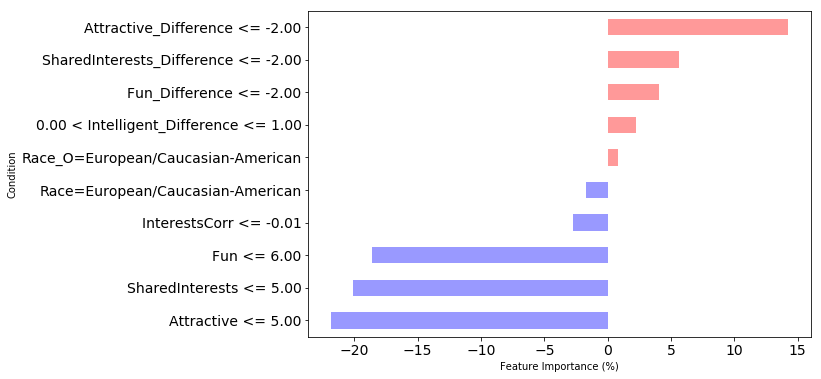 Attractive_Difference <= -2.00
SharedInterests_Difference <= -2.00
Fun_Difference <= -2.00
0.00 < Intelligent_Difference <= 1.00
Race_O=European/Caucasian-American
Race=European/Caucasian-American
InterestsCorr <= -0.01
Fun <= 6.00
SharedInterests <= 5.00
Attractive <= 5.00
Condition
−20 −15 −10 −5 0 5 10 15
Feature Importance (%)